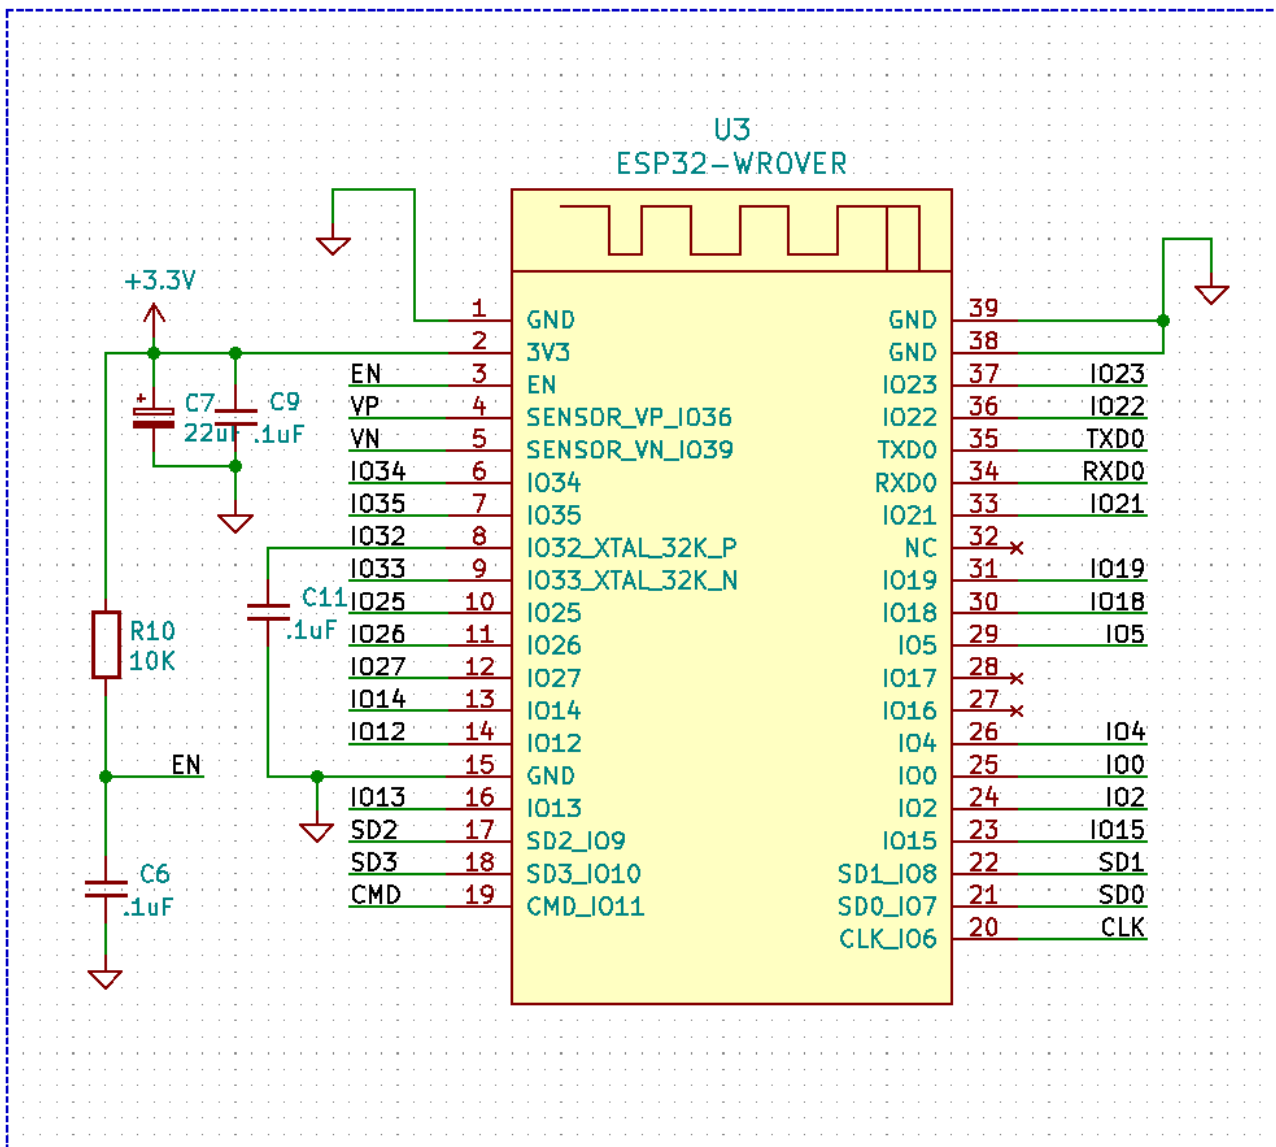 U3
ESP32-WROVER
+3.3V
+
C7
22uF
C9
.1uF
R10
10K
EN
C6
.1uF
C11
.1uF
1 GND
2 3V3
EN 3 EN
VP 4 SENSOR_VP_IO36
VN 5 SENSOR_VN_IO39
IO34 6 IO34
IO35 7 IO35
IO32 8 IO32_XTAL_32K_P
IO33 9 IO33_XTAL_32K_N
IO25 10 IO25
IO26 11 IO26
IO27 12 IO27
IO14 13 IO14
IO12 14 IO12
15 GND
IO13 16 IO13
SD2 17 SD2_IO9
SD3 18 SD3_IO10
CMD 19 CMD_IO11
GND 39
GND 38
IO23 37 IO23
IO22 36 IO22
TXD0 35 TXD0
RXD0 34 RXD0
IO21 33 IO21
NC 32
IO19 31 IO19
IO18 30 IO18
IO5 29 IO5
IO17 28
IO16 27
IO4 26 IO4
IO0 25 IO0
IO2 24 IO2
IO15 23 IO15
SD1_IO8 22 SD1
SD0_IO7 21 SD0
CLK_IO6 20 CLK